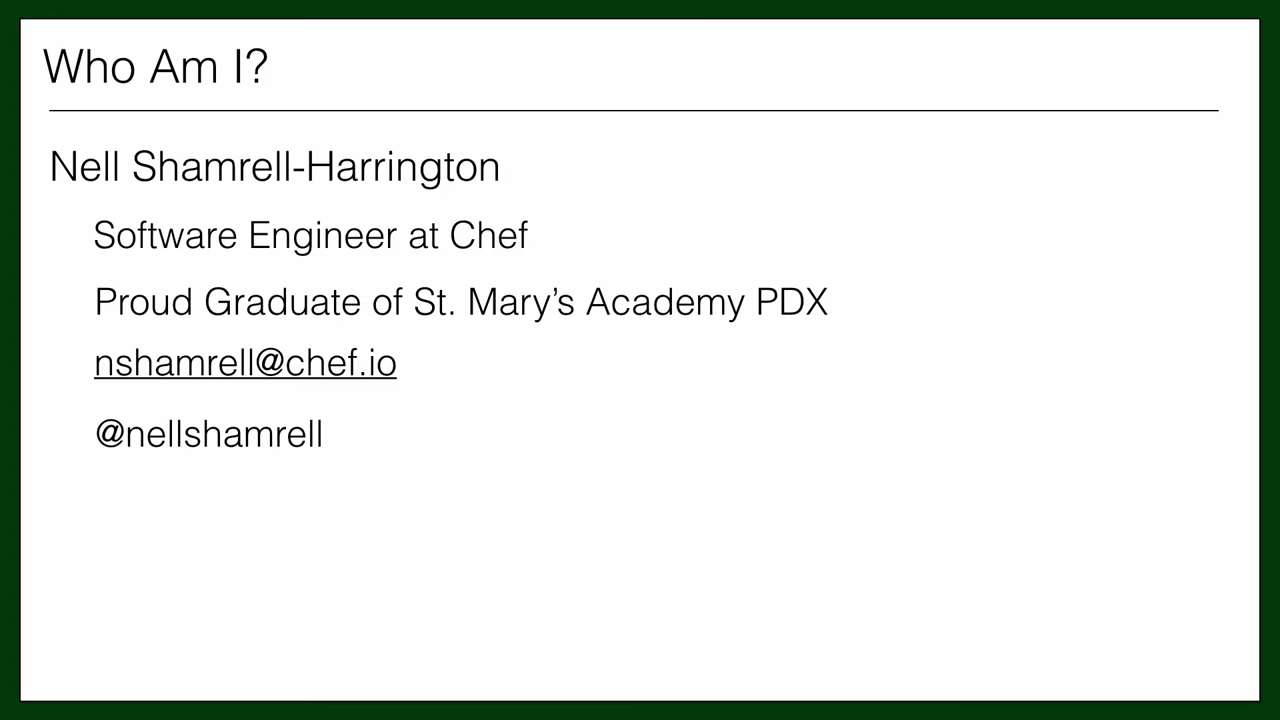 Who Am I?
Nell Shamrell-Harrington
Software Engineer at Chef
Proud Graduate of St. Mary’s Academy PDX
nshamrell@chef.io
@nellshamrell